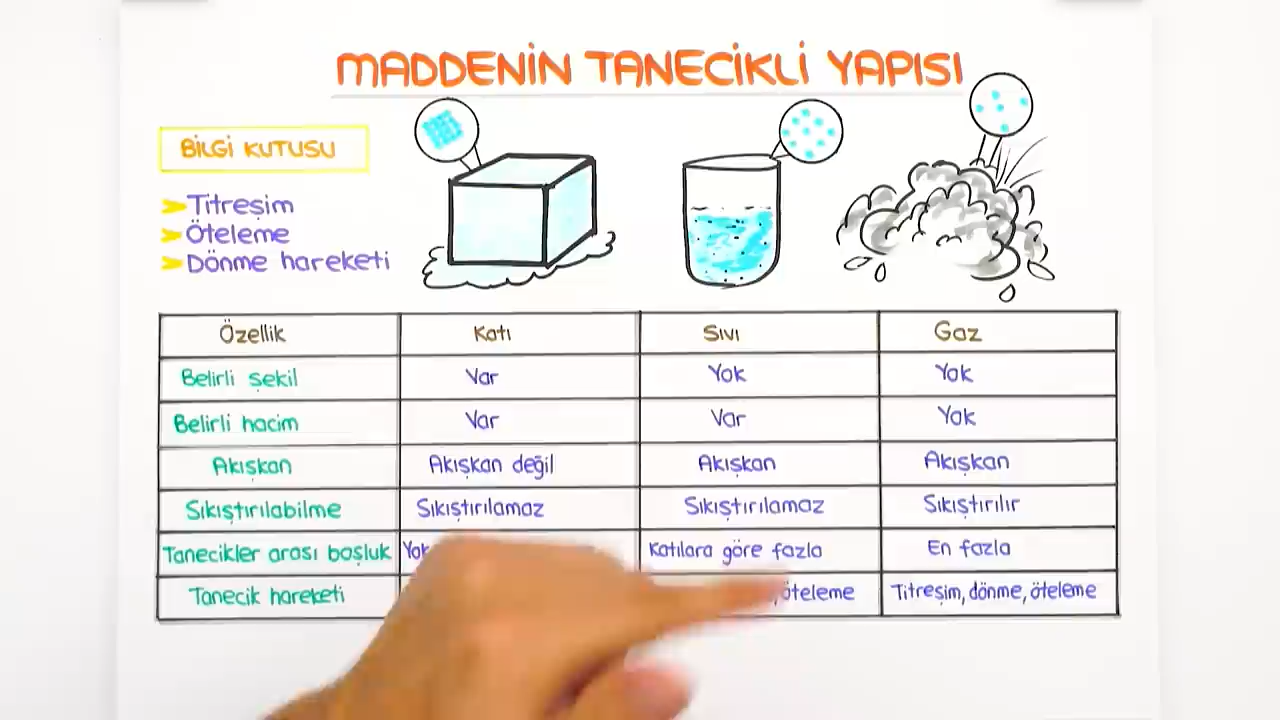 MADDENİN TANECİKLİ YAPISI
BİLGİ KUTUSU
Titreşim
Öteleme
Dönme hareketi
Özellik Katı Sıvı Gaz
Belirli şekil Var Yok Yok
Belirli hacim Var Var Yok
Akışkan Akışkan değil Akışkan Akışkan
Sıkıştırılabilme Sıkıştırılamaz Sıkıştırılamaz Sıkıştırılır
Tanecikler arası boşluk Katılara göre fazla En fazla
Tanecik hareketi ,öteleme Titreşim, dönme, öteleme